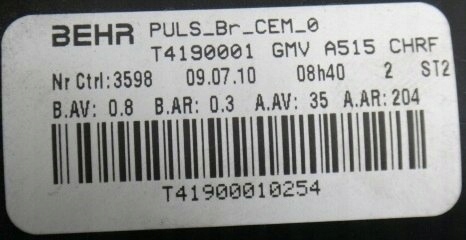 BEHR PULS_Br_CEM_0
T4190001 GMV A515 CHRF
Nr Ctrl:3598 09.07.10 08h40 2 ST2
B.AV: 0.8 B.AR: 0.3 A.AV: 35 A.AR: 204
T41900010254